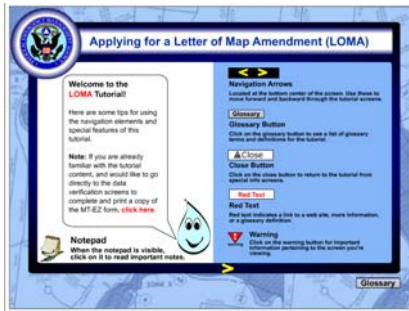 Applying for a Letter of Map Amendment (LOMA)
Welcome to the
LOMA Tutorial!
Here are some tips for using
the navigation elements and
special features of this
tutorial.
Note: If you are already
familiar with the tutorial
content, and would like to go
directly to the data
verification screens to
complete and print a copy of
the MT-EZ form, click here.
Notepad
When the notepad is visible,
click on it to read important notes.
< >
Navigation Arrows
Located at the bottom center of the screen. Use these to
move forward and backward through the tutorial screens.
Glossary
Glossary Button
Click on the glossary button to see a list of glossary
terms and definitions for the tutorial.
Close
Close Button
Click on the close button to return to the tutorial from
special info screens.
Red Text
Red Text
Red text indicates a link to a web site, more information,
or a glossary definition.
Warning
Click on the warning button for important
information pertaining to the screen you're
viewing.
>
Glossary